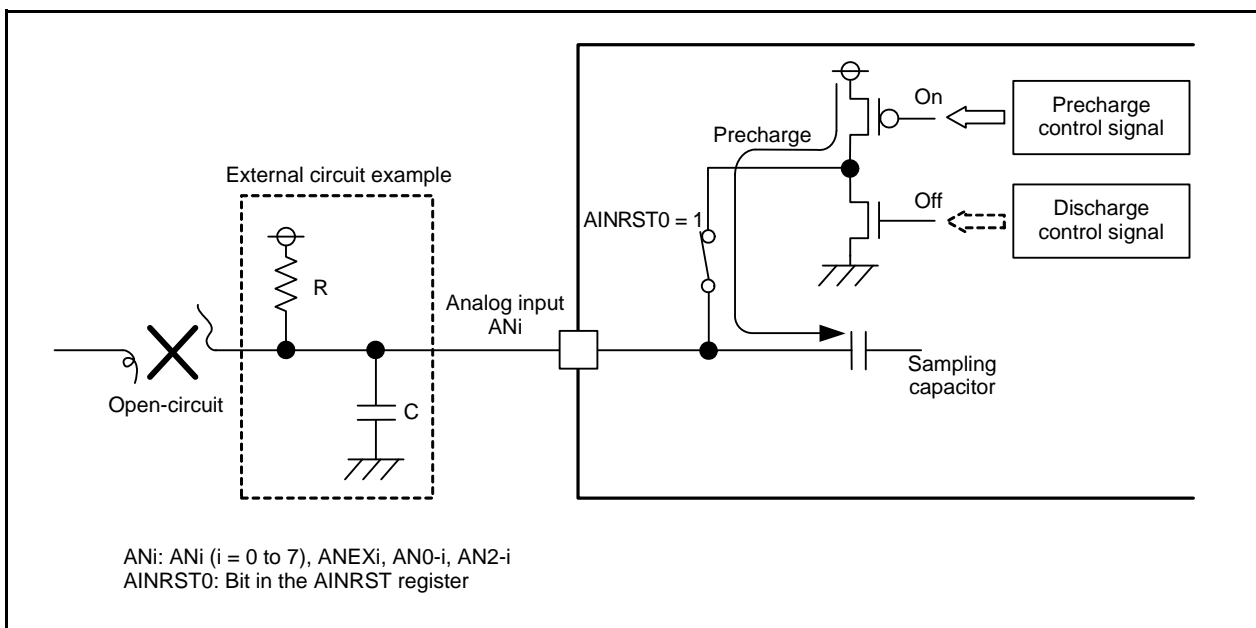 On
Precharge
control signal
Precharge
External circuit example
Off
Discharge
control signal
AINRST0 = 1
R
Analog input
ANi
Sampling
capacitor
Open-circuit
C
ANi: ANi (i = 0 to 7), ANEXi, AN0-i, AN2-i
AINRST0: Bit in the AINRST register